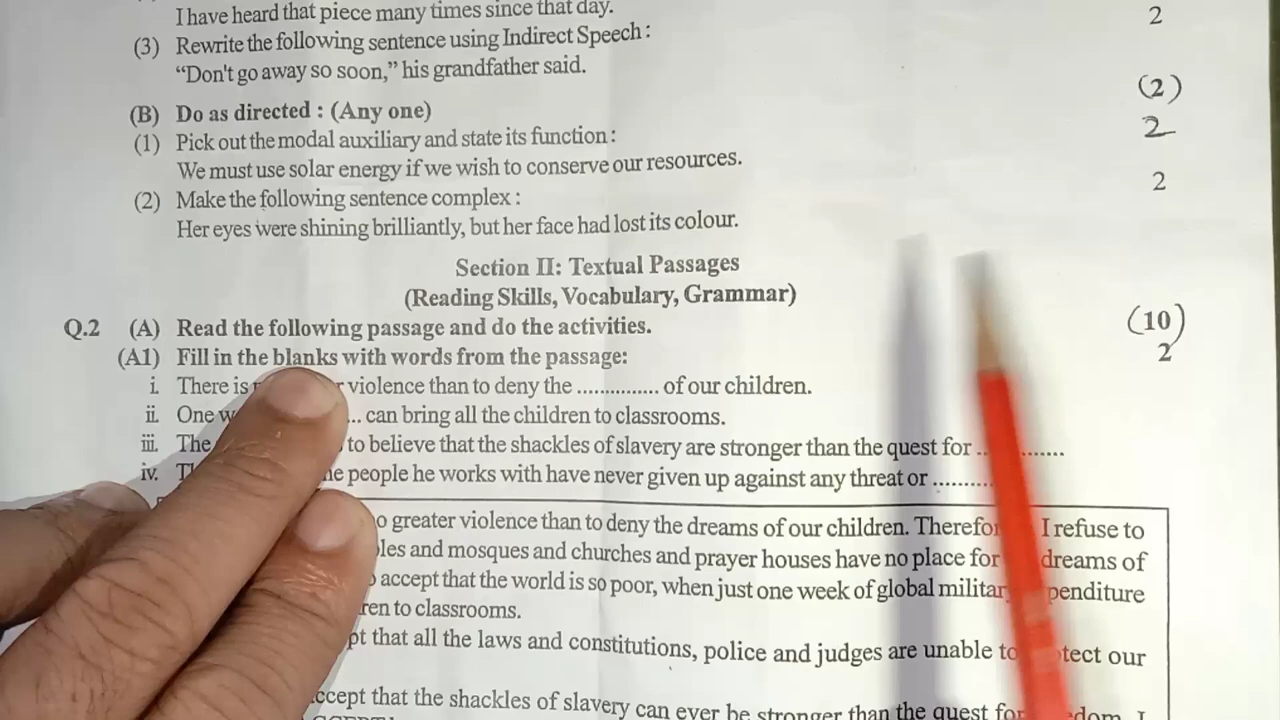 I have heard that piece many times since that day.
2
(3) Rewrite the following sentence using Indirect Speech :
“Don't go away so soon,” his grandfather said.
(2)
(B) Do as directed : (Any one)
2
(1) Pick out the modal auxiliary and state its function :
We must use solar energy if we wish to conserve our resources.
2
(2) Make the following sentence complex :
Her eyes were shining brilliantly, but her face had lost its colour.
Section II: Textual Passages
(Reading Skills, Vocabulary, Grammar)
Q.2 (A) Read the following passage and do the activities. (10)
(A1) Fill in the blanks with words from the passage: 2
i. There is violence than to deny the .............. of our children.
ii. One ... can bring all the children to classrooms.
iii. The to believe that the shackles of slavery are stronger than the quest for ..............
iv. people he works with have never given up against any threat or ..........
greater violence than to deny the dreams of our children. I refuse to
and mosques and churches and prayer houses have no place for dreams of
accept that the world is so poor, when just one week of global
to classrooms.
that all the laws and constitutions, police and judges are unable to our
that the shackles of slavery can ever be stronger than the quest for I